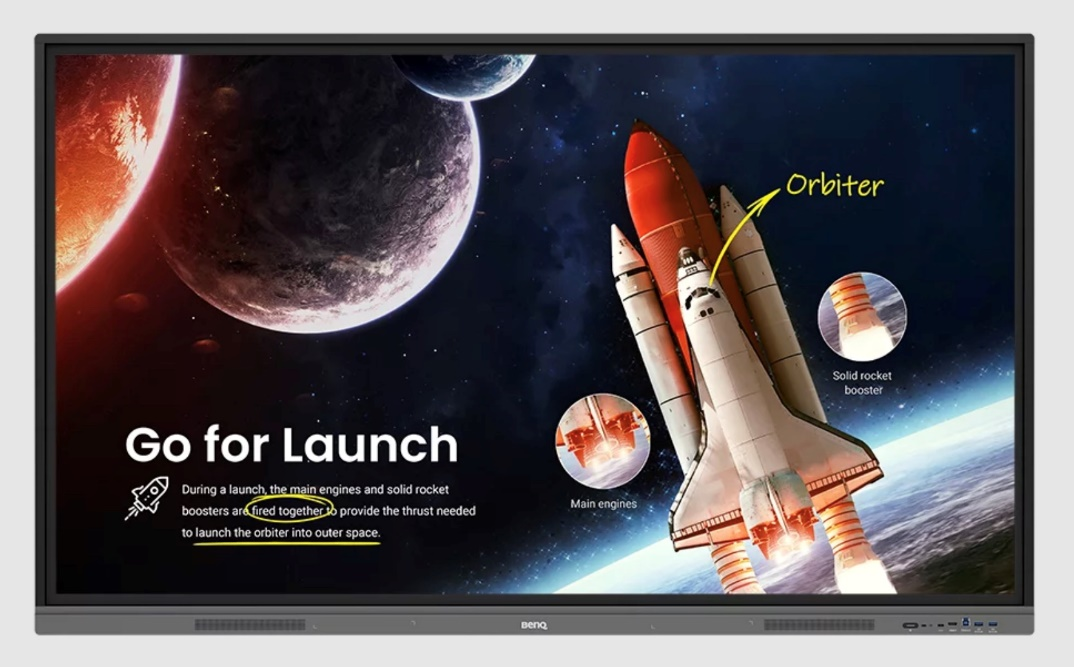 Orbiter
Solid rocket
booster
Main engines
Go for Launch
During a launch, the main engines and solid rocket
boosters are fired together to provide the thrust needed
to launch the orbiter into outer space.
BenQ